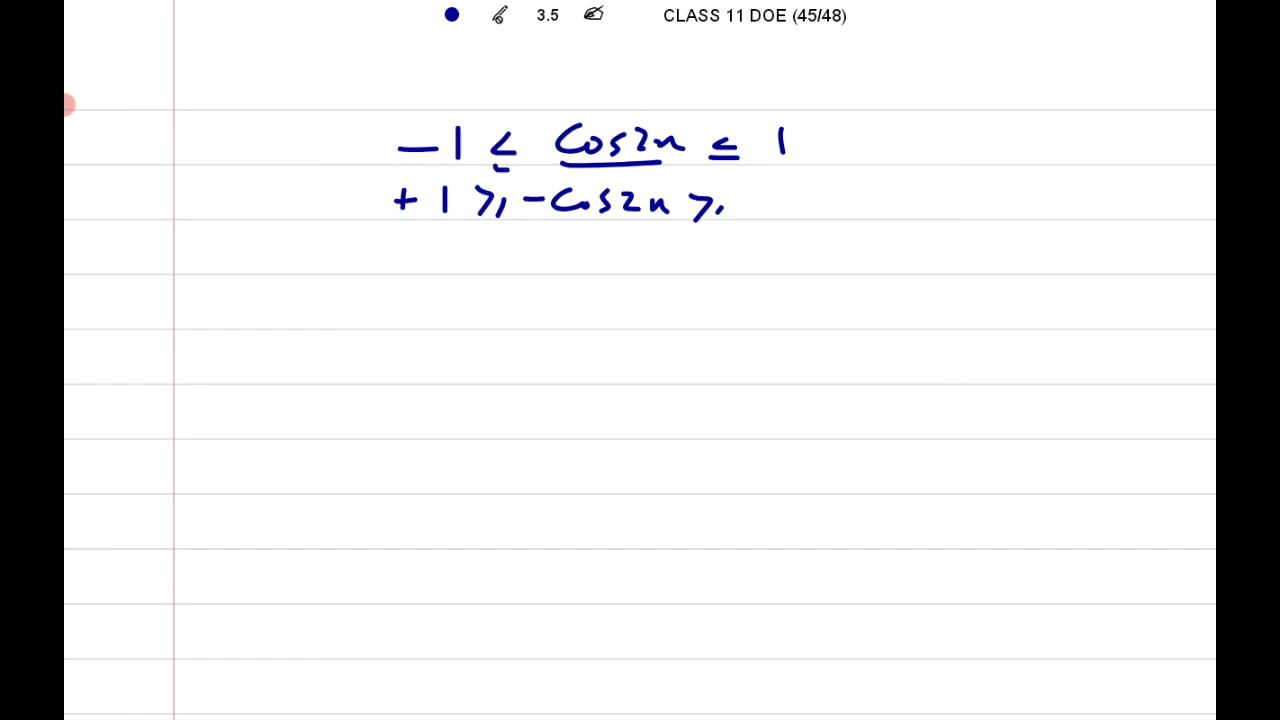 3.5 CLASS 11 DOE (45/48)
-1 ≤ Cos2x ≤ 1
+1 ≥ -Cos2x ≥